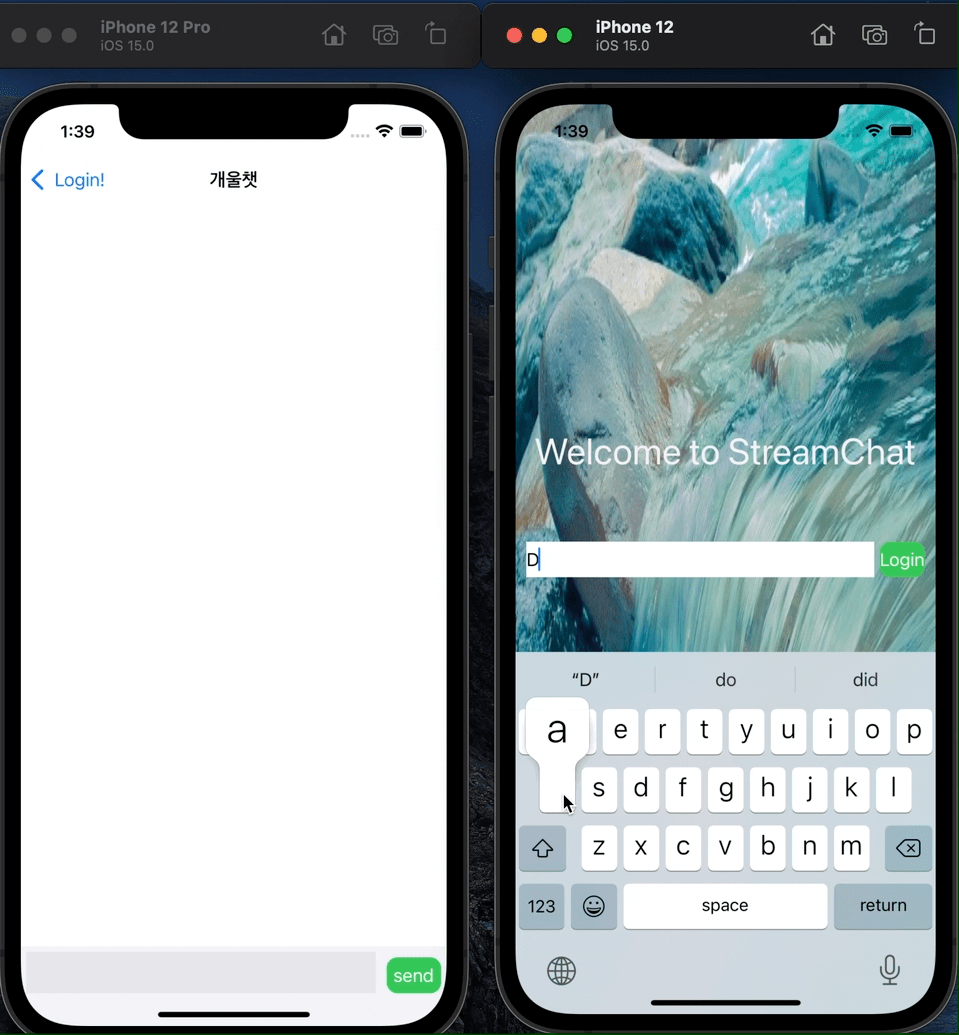 iPhone 12 Pro
iOS 15.0
1:39
Login!
개울챗
send
iPhone 12
iOS 15.0
1:39
Welcome to StreamChat
D
Login
“D” do did
a e r t y u i o p
s d f g h j k l
z x c v b n m
123 space return